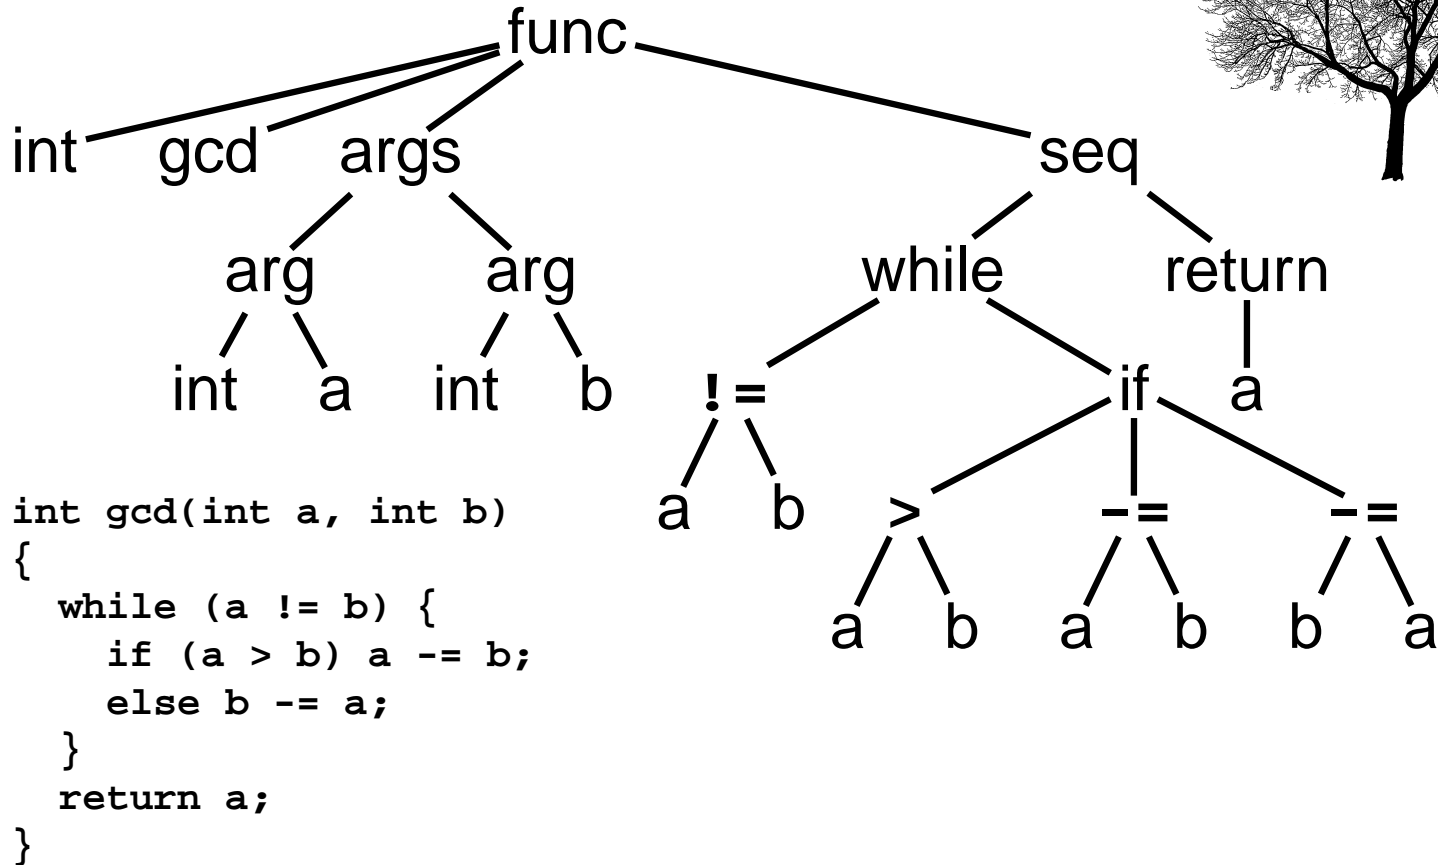 func
int gcd args seq
arg arg while return
int a int b != if a
a b > -= -=
a b a b b a
int gcd(int a, int b)
{
while (a != b) {
if (a > b) a -= b;
else b -= a;
}
return a;
}